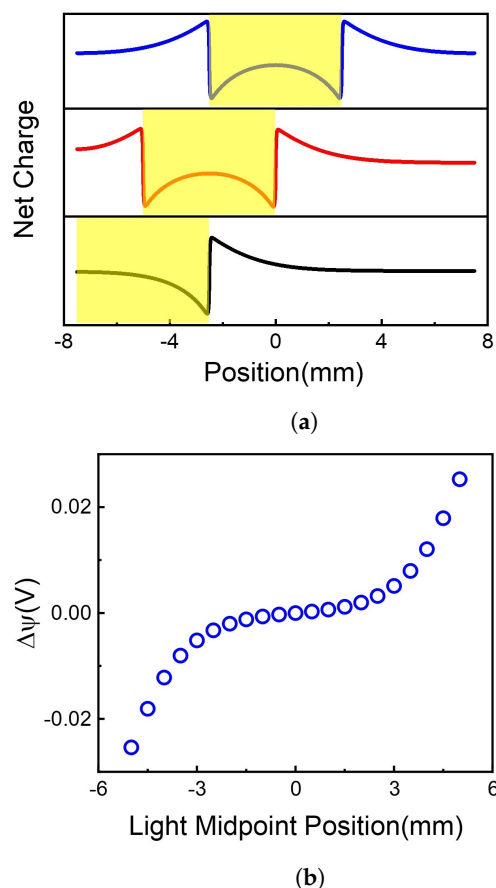 Net Charge
-8 -4 0 4 8
Position(mm)
(a)
0.02
0.00
-0.02
Δψ(V)
-6 -3 0 3 6
Light Midpoint Position(mm)
(b)